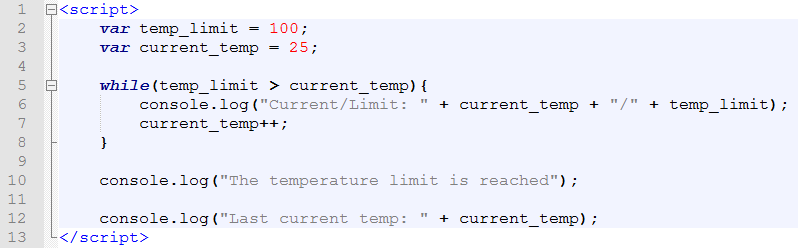 1 <script>
2 var temp_limit = 100;
3 var current_temp = 25;
4
5 while(temp_limit > current_temp){
6 console.log("Current/Limit: " + current_temp + "/" + temp_limit);
7 current_temp++;
8 }
9
10 console.log("The temperature limit is reached");
11
12 console.log("Last current temp: " + current_temp);
13 </script>